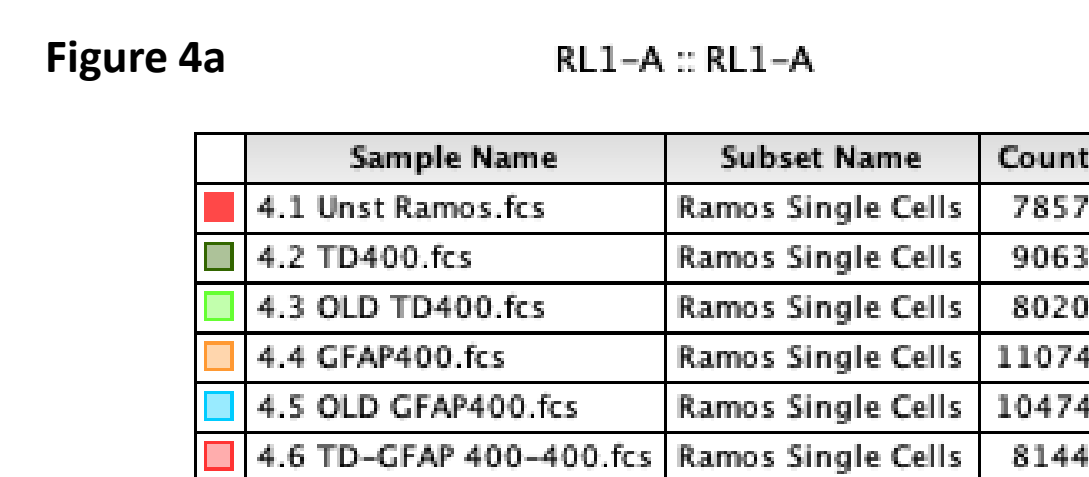 Figure 4a
RL1-A :: RL1-A
Sample Name Subset Name Count
4.1 Unst Ramos.fcs Ramos Single Cells 7857
4.2 TD400.fcs Ramos Single Cells 9063
4.3 OLD TD400.fcs Ramos Single Cells 8020
4.4 GFAP400.fcs Ramos Single Cells 11074
4.5 OLD GFAP400.fcs Ramos Single Cells 10474
4.6 TD-GFAP 400-400.fcs Ramos Single Cells 8144